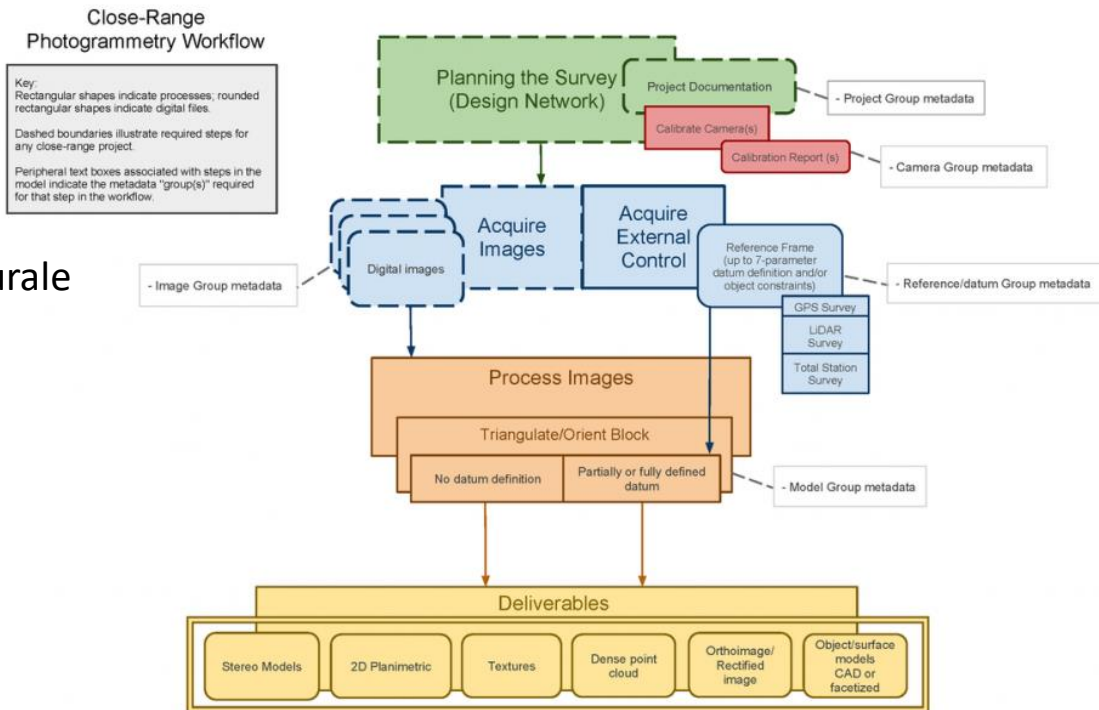 Close-Range
Photogrammetry Workflow
Key:
Rectangular shapes indicate processes; rounded
rectangular shapes indicate digital files.
Dashed boundaries illustrate required steps for
any close-range project.
Peripheral text boxes associated with steps in the
model indicate the metadata "group(s)" required
for that step in the workflow.
Planning the Survey
(Design Network)
Project Documentation
- Project Group metadata
Calibrate Camera(s)
Calibration Report (s)
- Camera Group metadata
Acquire
Images
Acquire
External
Control
Digital images
Reference Frame
(up to 7-parameter
datum definition and/or
object constraints)
- Image Group metadata
- Reference/datum Group metadata
GPS Survey
LiDAR
Survey
Total Station
Survey
Process Images
Triangulate/Orient Block
No datum definition
Partially or fully defined
datum
- Model Group metadata
Deliverables
Stereo Models
2D Planimetric
Textures
Dense point
cloud
Orthoimage/
Rectified
image
Object/surface
models
CAD or
facetized